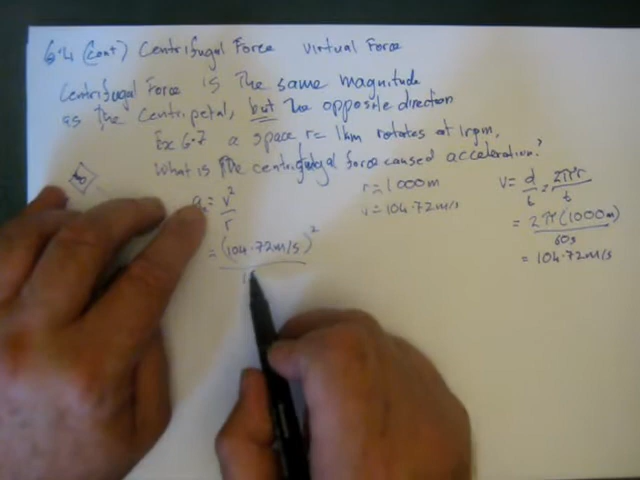 6.4 (cont) Centrifugal Force virtual Force
Centrifugal Force is the same magnitude
as the Centripetal, but the opposite direction
Ex 6.7 a space r= 1km rotates at 1rpm,
What is the centrifugal force caused acceleration?
= v²/r
= (104.72m/s)²
r = 1000m
v = 104.72m/s
v = d/t = 2πr/t
= 2π(1000m)/60s
= 104.72m/s